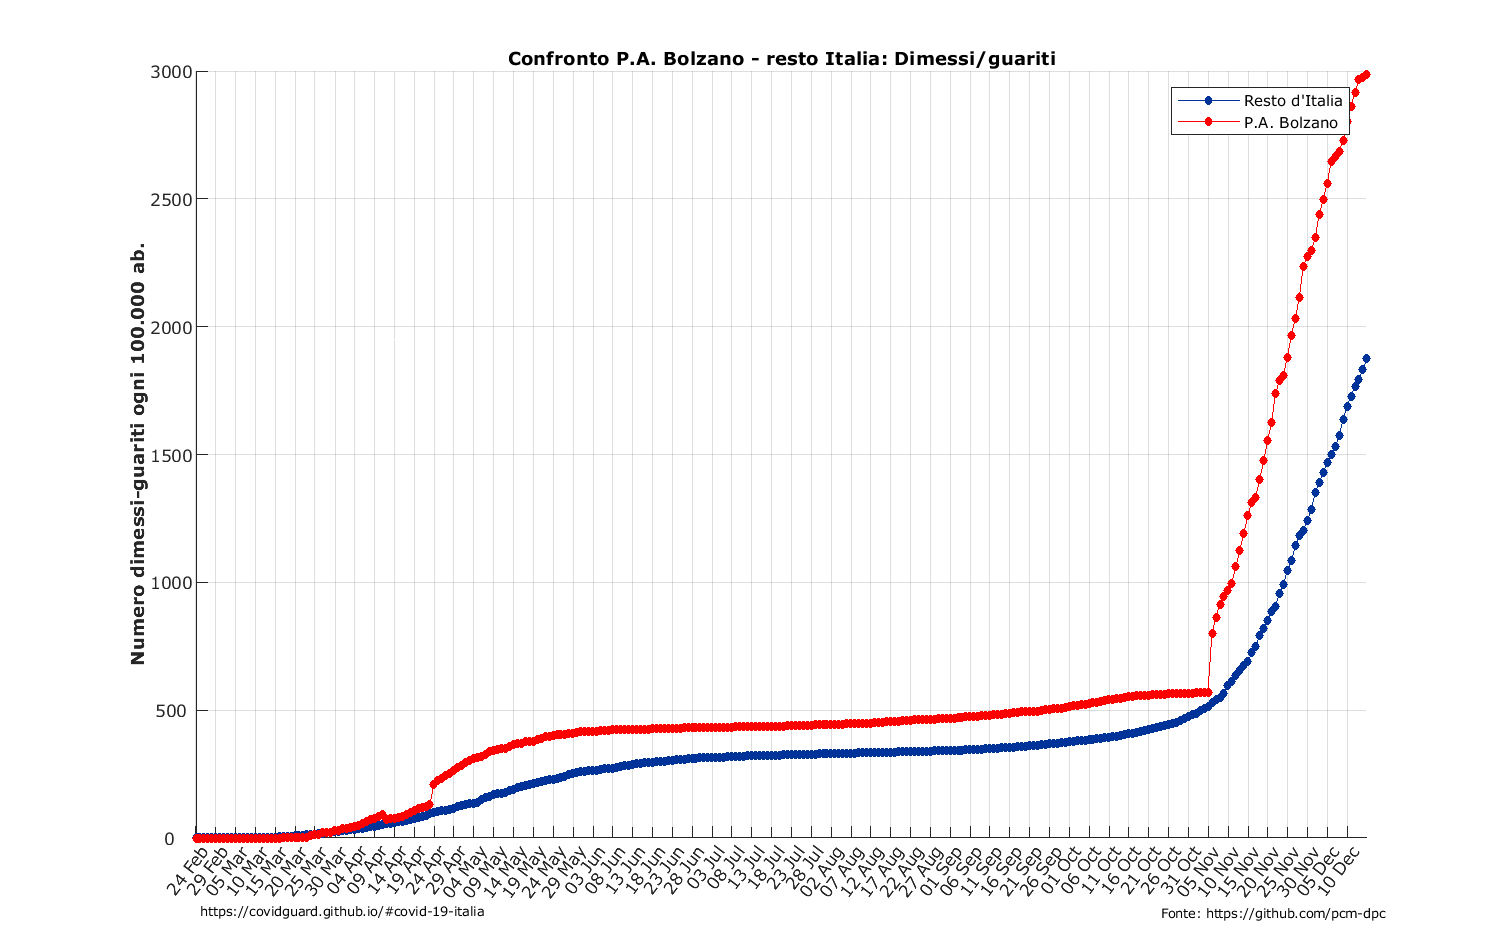 Confronto P.A. Bolzano - resto Italia: Dimessi/guariti
Numero dimessi-guariti ogni 100.000 ab.
3000
2500
2000
1500
1000
500
0
Resto d'Italia
P.A. Bolzano
24 Feb
29 Feb
05 Mar
10 Mar
15 Mar
20 Mar
25 Mar
30 Mar
04 Apr
09 Apr
14 Apr
19 Apr
24 Apr
29 Apr
04 May
09 May
14 May
19 May
24 May
29 May
03 Jun
08 Jun
13 Jun
18 Jun
23 Jun
28 Jun
03 Jul
08 Jul
13 Jul
18 Jul
23 Jul
28 Jul
02 Aug
07 Aug
12 Aug
17 Aug
22 Aug
27 Aug
01 Sep
06 Sep
11 Sep
16 Sep
21 Sep
26 Sep
01 Oct
06 Oct
11 Oct
16 Oct
21 Oct
26 Oct
31 Oct
05 Nov
10 Nov
15 Nov
20 Nov
25 Nov
30 Nov
05 Dec
10 Dec
https://covidguard.github.io/#covid-19-italia
Fonte: https://github.com/pcm-dpc